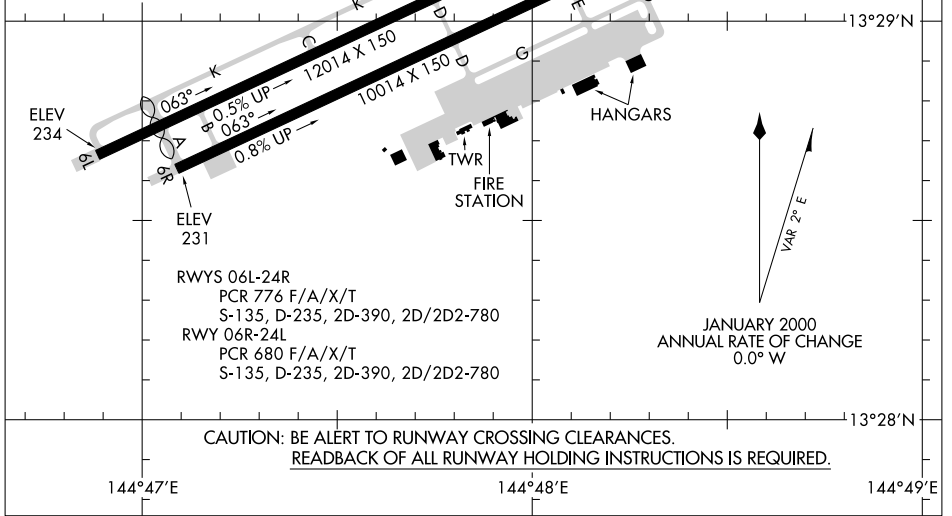 K
D
E
13°29'N
C
K
12014 X 150
D
G
063°
0.5% UP
10014 X 150
HANGARS
ELEV
234
B
063°
A
0.8% UP
6L
6R
TWR
FIRE
STATION
ELEV
231
VAR 2° E
RWYS 06L-24R
PCR 776 F/A/X/T
S-135, D-235, 2D-390, 2D/2D2-780
RWY 06R-24L
PCR 680 F/A/X/T
S-135, D-235, 2D-390, 2D/2D2-780
JANUARY 2000
ANNUAL RATE OF CHANGE
0.0° W
13°28'N
CAUTION: BE ALERT TO RUNWAY CROSSING CLEARANCES.
READBACK OF ALL RUNWAY HOLDING INSTRUCTIONS IS REQUIRED.
144°47'E
144°48'E
144°49'E